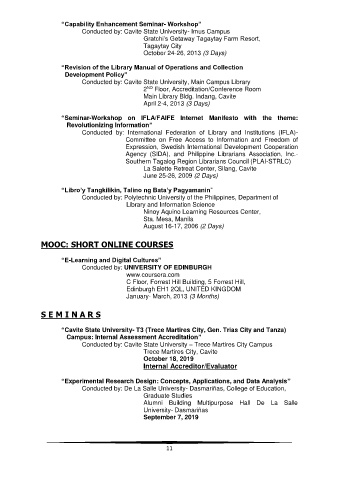 "Capability Enhancement Seminar- Workshop"
Conducted by: Cavite State University- Imus Campus
Gratchi's Getaway Tagaytay Farm Resort,
Tagaytay City
October 24-26, 2013 (3 Days)
"Revision of the Library Manual of Operations and Collection
Development Policy"
Conducted by: Cavite State University, Main Campus Library
2ND Floor, Accreditation/Conference Room
Main Library Bldg. Indang, Cavite
April 2-4, 2013 (3 Days)
"Seminar-Workshop on IFLA/FAIFE Internet Manifesto with the theme:
Revolutionizing Information"
Conducted by: International Federation of Library and Institutions (IFLA)-
Committee on Free Access to Information and Freedom of
Expression, Swedish International Development Cooperation
Agency (SIDA), and Philippine Librarians Association, Inc.-
Southern Tagalog Region Librarians Council (PLAI-STRLC)
La Salette Retreat Center, Silang, Cavite
June 25-26, 2009 (2 Days)
"Libro'y Tangkilikin, Talino ng Bata'y Pagyamanin"
Conducted by: Polytechnic University of the Philippines, Department of
Library and Information Science
Ninoy Aquino Learning Resources Center,
Sta. Mesa, Manila
August 16-17, 2006 (2 Days)
MOOC: SHORT ONLINE COURSES
"E-Learning and Digital Cultures"
Conducted by: UNIVERSITY OF EDINBURGH
www.coursera.com
C Floor, Forrest Hill Building, 5 Forrest Hill,
Edinburgh EH1 2QL, UNITED KINGDOM
January- March, 2013 (3 Months)
S E M I N A R S
"Cavite State University- T3 (Trece Martires City, Gen. Trias City and Tanza)
Campus: Internal Assessment Accreditation"
Conducted by: Cavite State University – Trece Martires City Campus
Trece Martires City, Cavite
October 18, 2019
Internal Accreditor/Evaluator
"Experimental Research Design: Concepts, Applications, and Data Analysis"
Conducted by: De La Salle University- Dasmariñas, College of Education,
Graduate Studies
Alumni Building Multipurpose Hall De La Salle
University- Dasmariñas
September 7, 2019
11